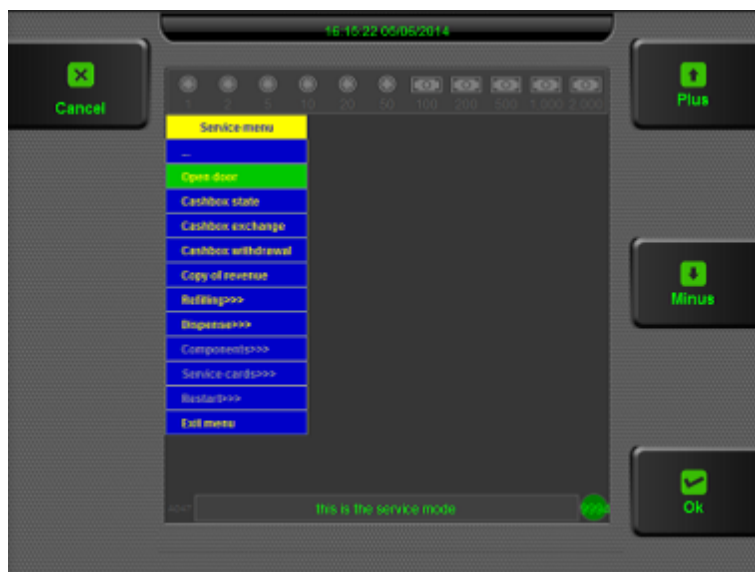 16:15:22 05/06/2014
Cancel
Plus
1 2 5 10 20 50 100 200 500 1 000 2 000
Service menu
...
Open door
Cashbox state
Cashbox exchange
Cashbox withdrawal
Copy of revenue
Refilling>>>
Dispense>>>
Components>>>
Service cards>>>
Restart>>>
Exit menu
Minus
this is the service mode
Ok